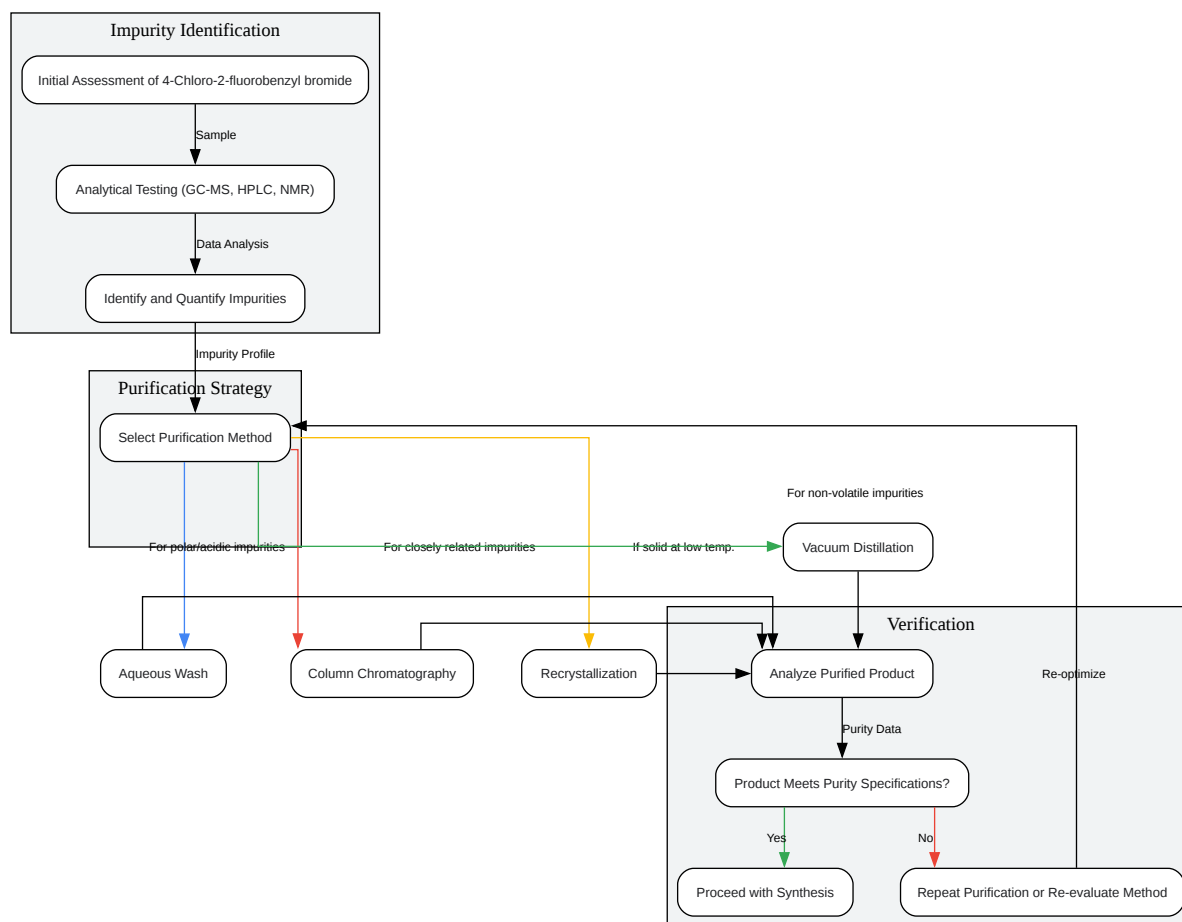 Impurity Identification
Initial Assessment of 4-Chloro-2-fluorobenzyl bromide
Sample
Analytical Testing (GC-MS, HPLC, NMR)
Data Analysis
Identify and Quantify Impurities
Impurity Profile
Purification Strategy
Select Purification Method
For non-volatile impurities
For polar/acidic impurities
For closely related impurities
If solid at low temp.
Vacuum Distillation
Verification
Aqueous Wash
Column Chromatography
Recrystallization
Analyze Purified Product
Re-optimize
Purity Data
Product Meets Purity Specifications?
Yes
No
Proceed with Synthesis
Repeat Purification or Re-evaluate Method